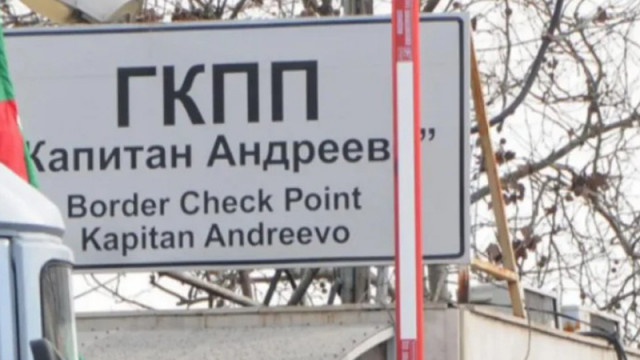 ГКПП
Капитан Андреев”
Border Check Point
Kapitan Andreevo